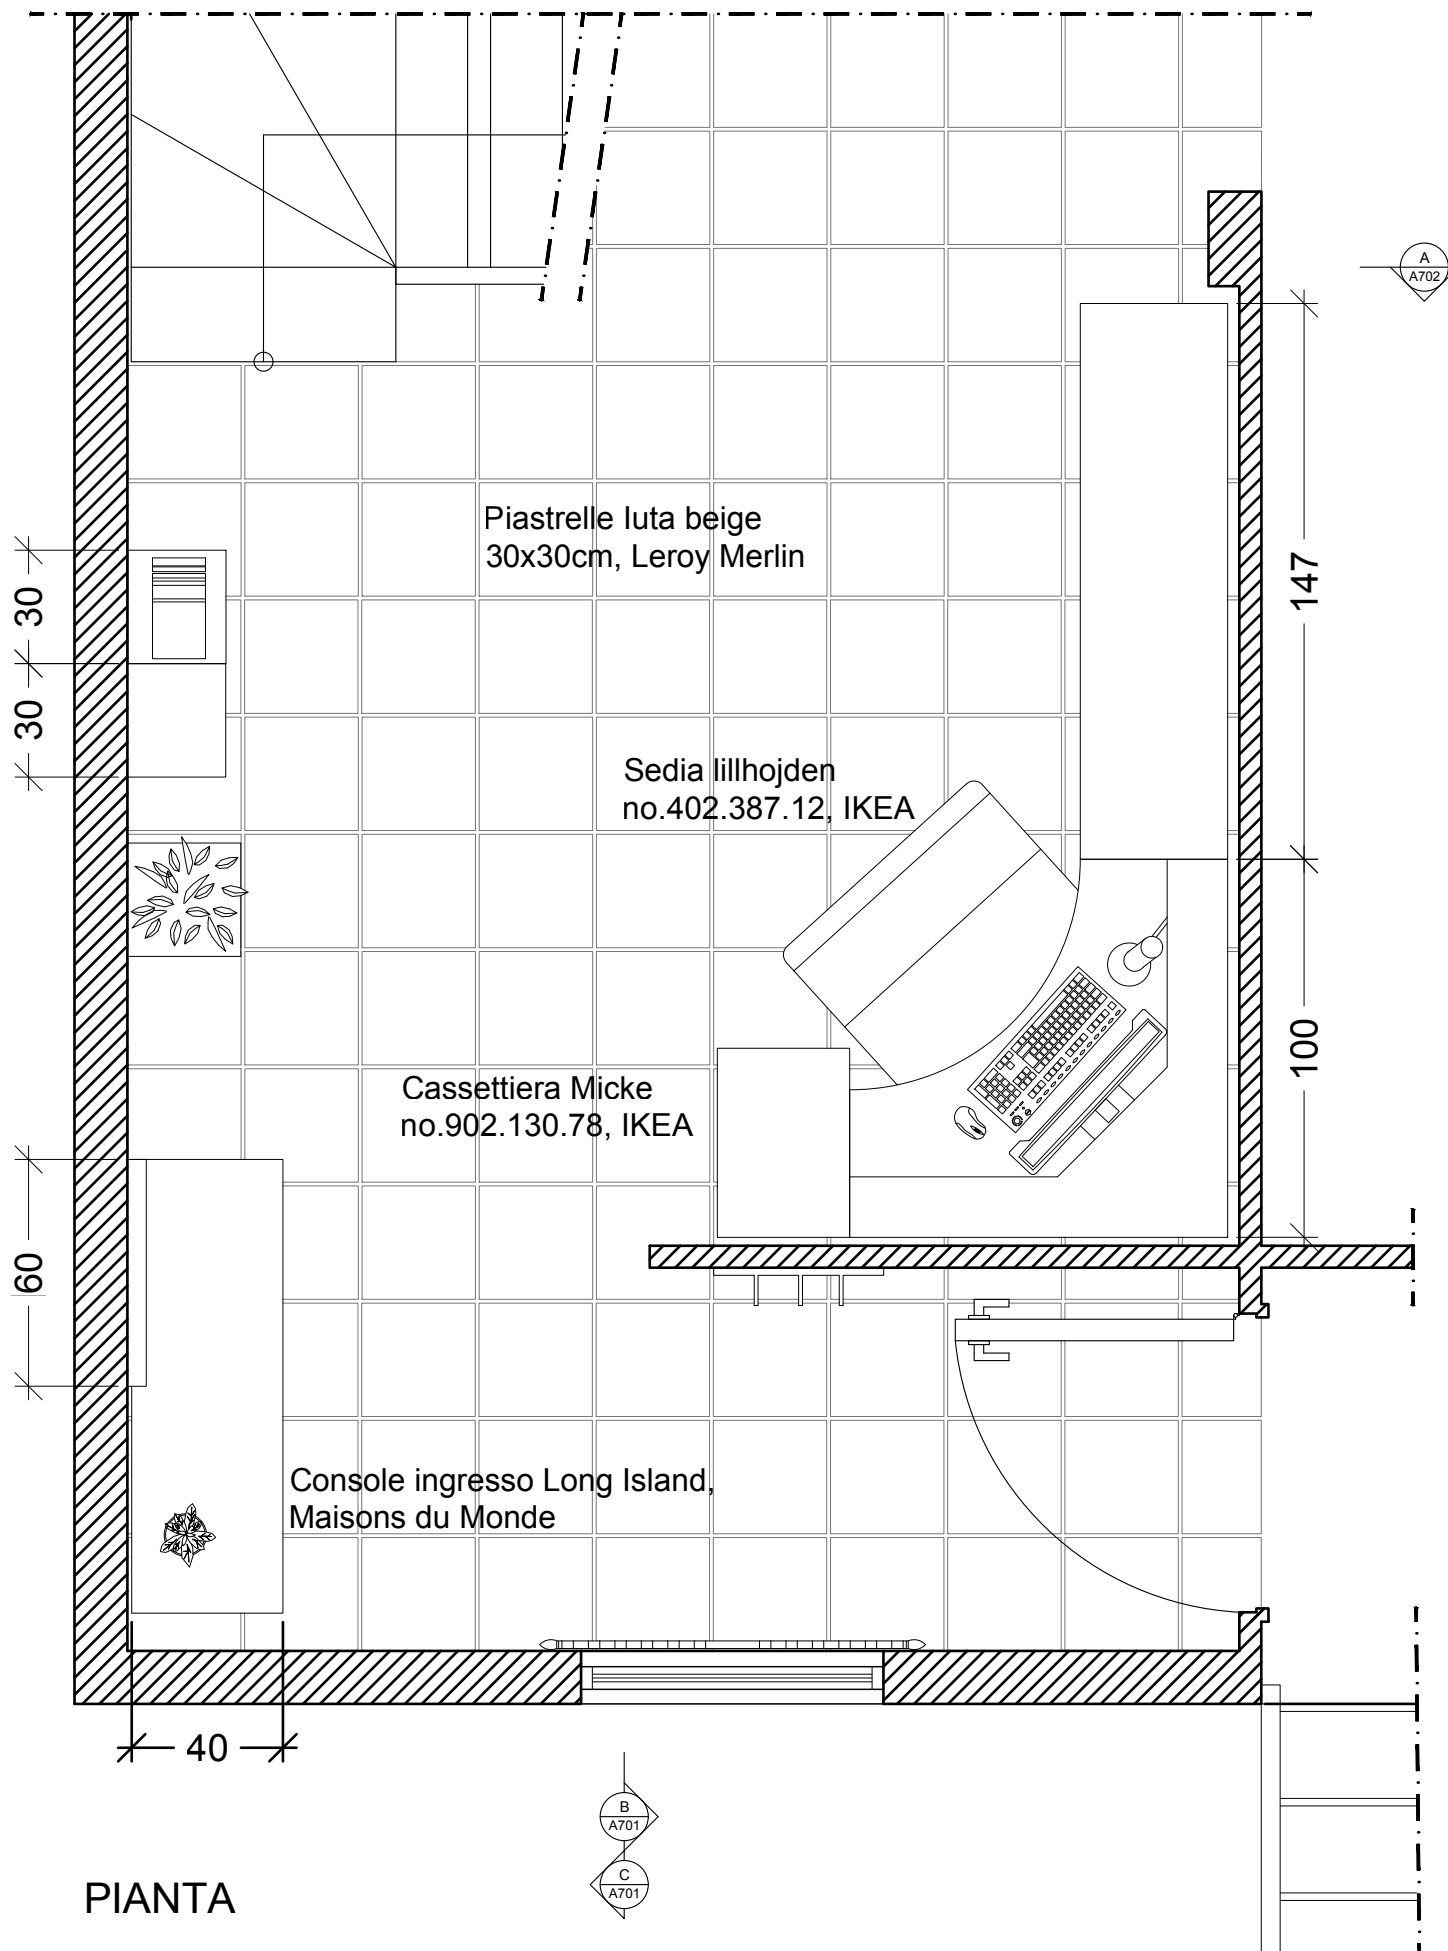 A
A702
Piastrelle Iuta beige
30x30cm, Leroy Merlin
147
30
30
Sedia lillhojden
no.402.387.12, IKEA
100
Cassettiera Micke
no.902.130.78, IKEA
60
Console ingresso Long Island,
Maisons du Monde
40
B
A701
C
A701
PIANTA